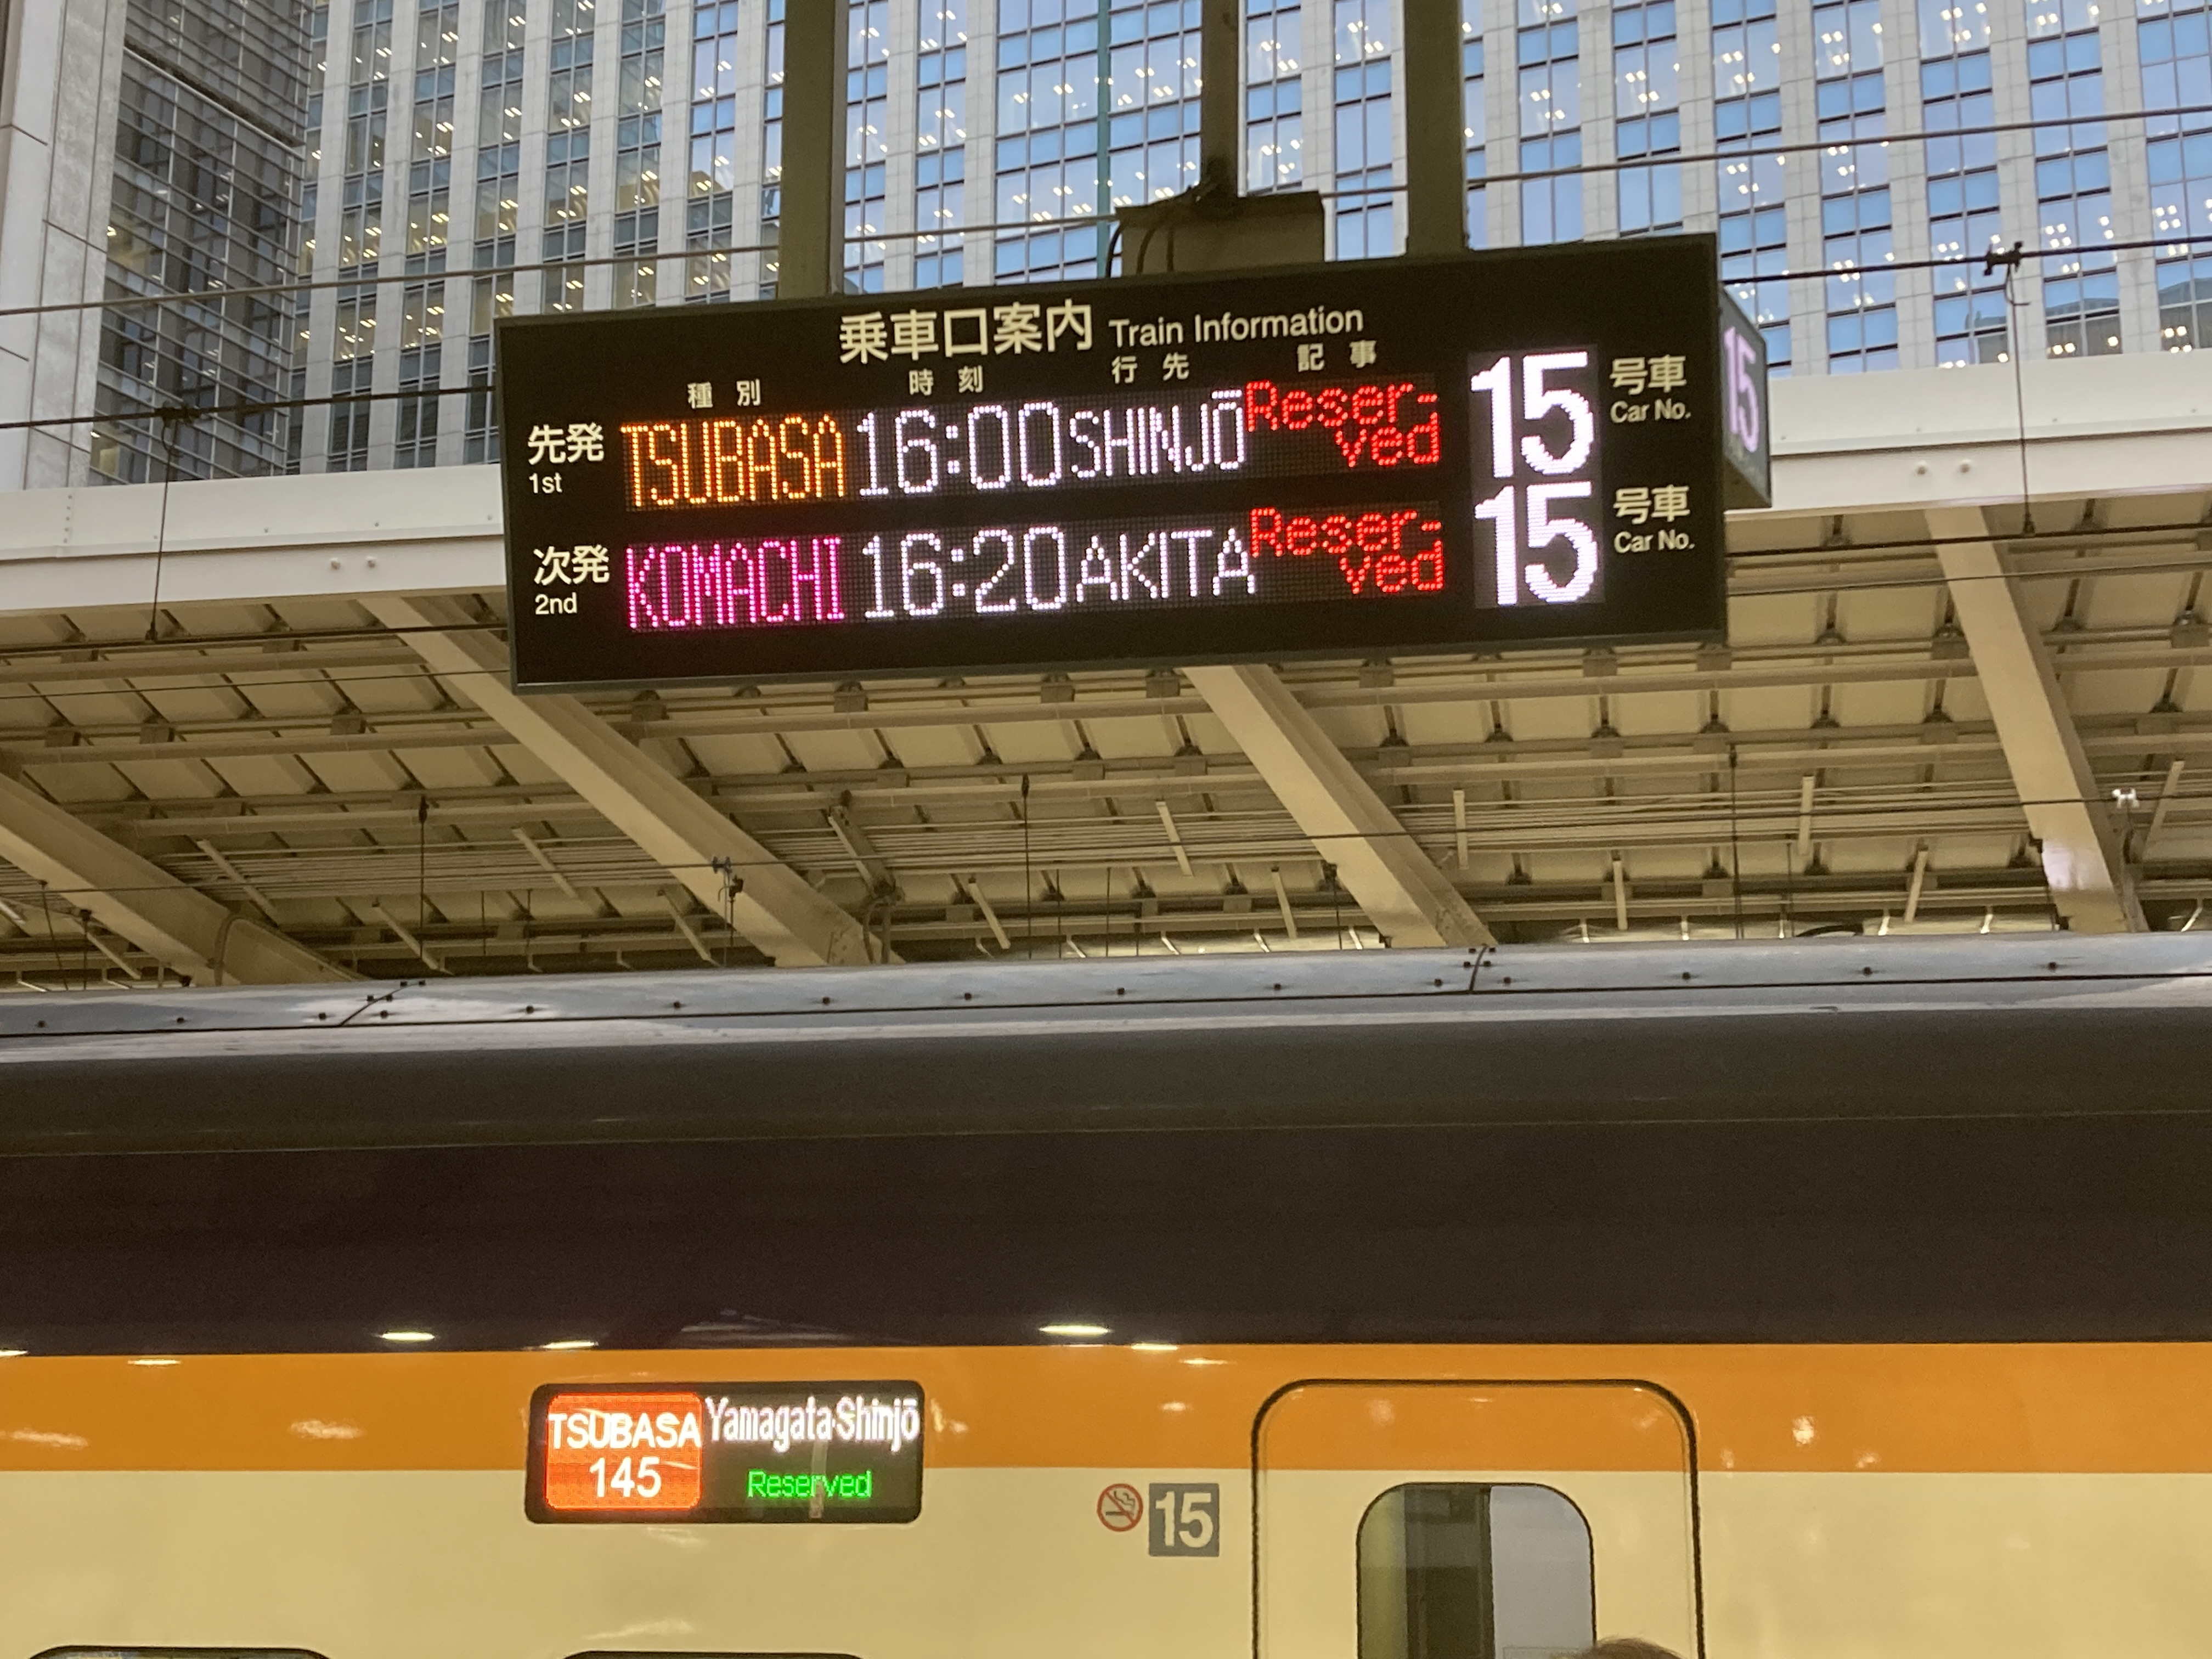 乗車口案内 Train Information
種別 時刻 行先 記事
先発 TSUBASA 16:00 SHINJŌ Reser-ved 15 号車
1st Car No.
次発 KOMACHI 16:20 AKITA Reser-ved 15 号車
2nd Car No.
15
TSUBASA Yamagata・Shinjō
145 Reserved
15